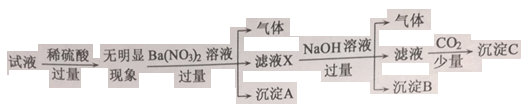 气体
气体
试液 稀硫酸 过量 无明显现象 Ba(NO₃)₂ 溶液 过量 滤液X NaOH溶液 过量 滤液 CO₂ 少量 沉淀C
沉淀A
沉淀B